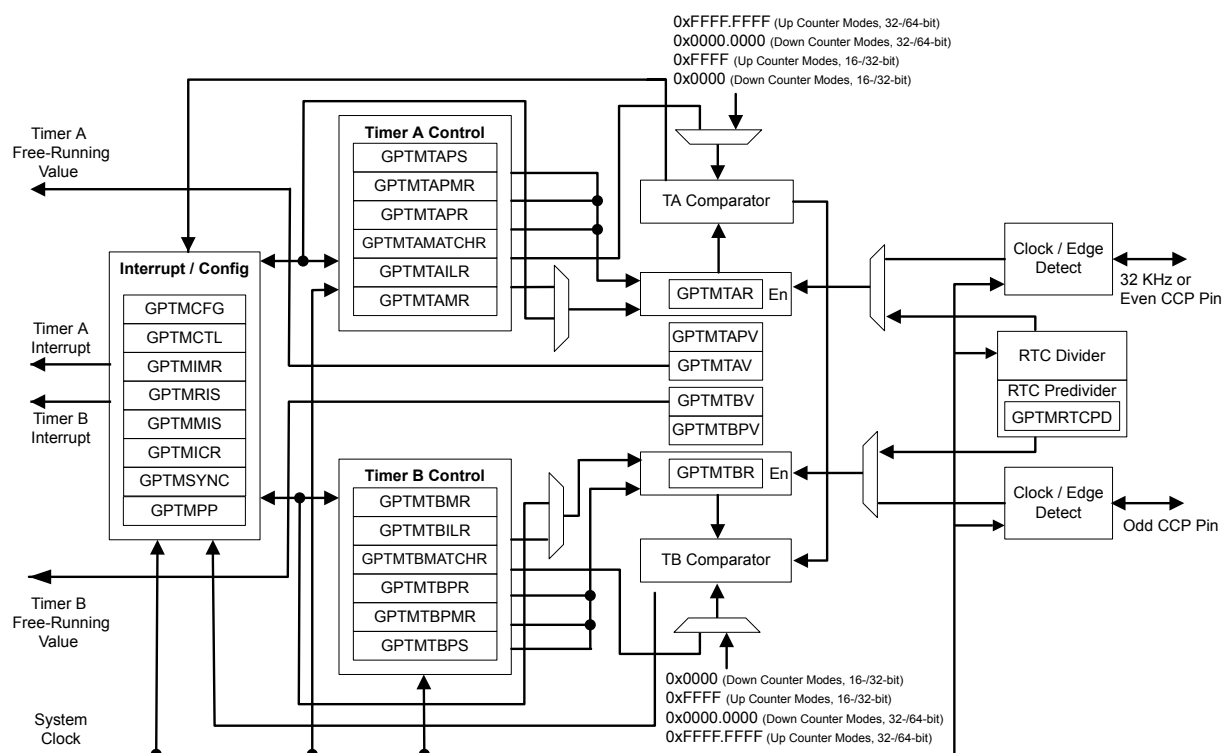 0xFFFF.FFFF (Up Counter Modes, 32-/64-bit)
0x0000.0000 (Down Counter Modes, 32-/64-bit)
0xFFFF (Up Counter Modes, 16-/32-bit)
0x0000 (Down Counter Modes, 16-/32-bit)
Timer A
Free-Running
Value
Timer A Control
GPTMTAPS
GPTMTAPMR
GPTMTAPR
GPTMTAMATCHR
GPTMTAILR
GPTMTAMR
TA Comparator
GPTMTAR
En
Clock / Edge
Detect
32 KHz or
Even CCP Pin
Interrupt / Config
GPTMCFG
GPTMCTL
GPTMIMR
GPTMRIS
GPTMMIS
GPTMICR
GPTMSYNC
GPTMPP
Timer A
Interrupt
Timer B
Interrupt
GPTMTAPV
GPTMTAV
GPTMTBV
GPTMTBPV
RTC Divider
RTC Predivider
GPTMRTCPD
Timer B Control
GPTMTBMR
GPTMTBILR
GPTMTBMATCHR
GPTMTBPR
GPTMTBPMR
GPTMTBPS
GPTMTBR
En
TB Comparator
Clock / Edge
Detect
Odd CCP Pin
Timer B
Free-Running
Value
0x0000 (Down Counter Modes, 16-/32-bit)
0xFFFF (Up Counter Modes, 16-/32-bit)
0x0000.0000 (Down Counter Modes, 32-/64-bit)
0xFFFF.FFFF (Up Counter Modes, 32-/64-bit)
System
Clock